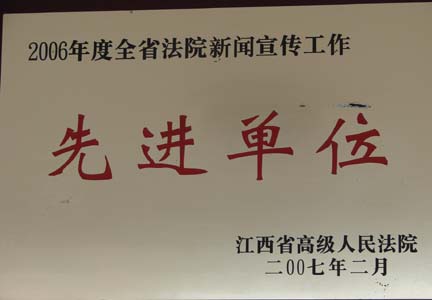 2006年度全省法院新闻宣传工作
先进单位
江西省高级人民法院
二00七年二月